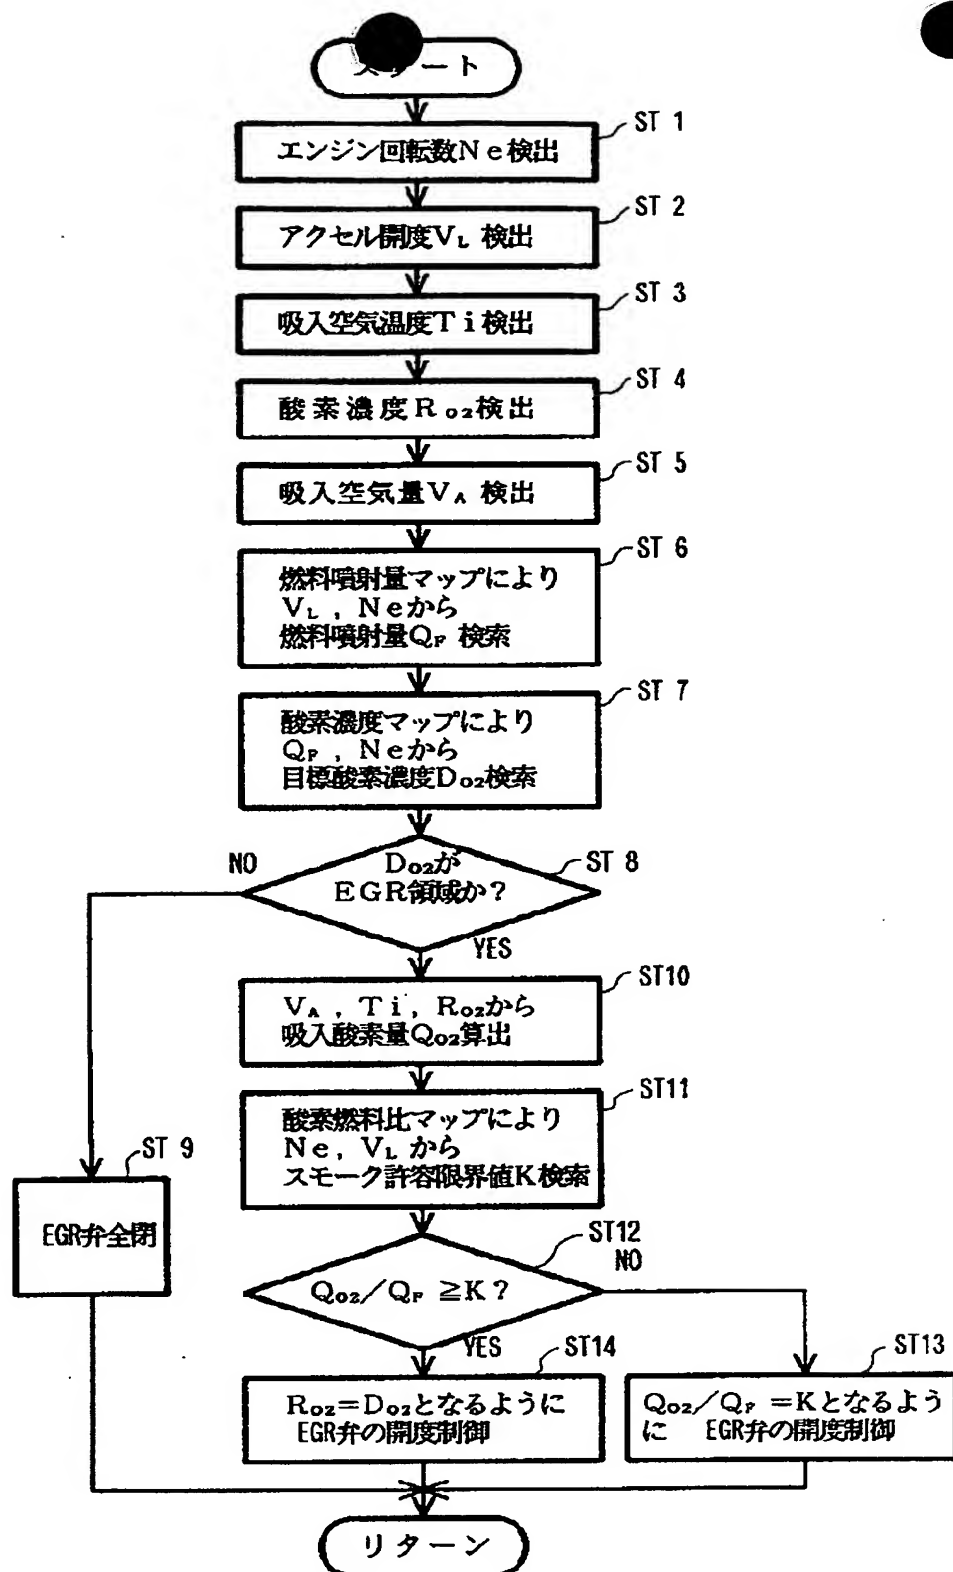 スタート
ST 1
エンジン回転数Ne検出
ST 2
アクセル開度VL 検出
ST 3
吸入空気温度Ti検出
ST 4
酸素濃度RO2検出
ST 5
吸入空気量VA 検出
ST 6
燃料噴射量マップにより
VL , Neから
燃料噴射量QF 検索
ST 7
酸素濃度マップにより
QF , Neから
目標酸素濃度DO2検索
ST 8
NO
DO2が
EGR領域か?
YES
ST10
VA , Ti, RO2から
吸入酸素量QO2算出
ST11
酸素燃料比マップにより
Ne, VL から
スモーク許容限界値K検索
ST 9
EGR弁全閉
ST12
NO
QO2/QF ≧K?
YES
ST14
RO2=DO2となるように
EGR弁の開度制御
ST13
QO2/QF =Kとなるよう
に EGR弁の開度制御
リターン